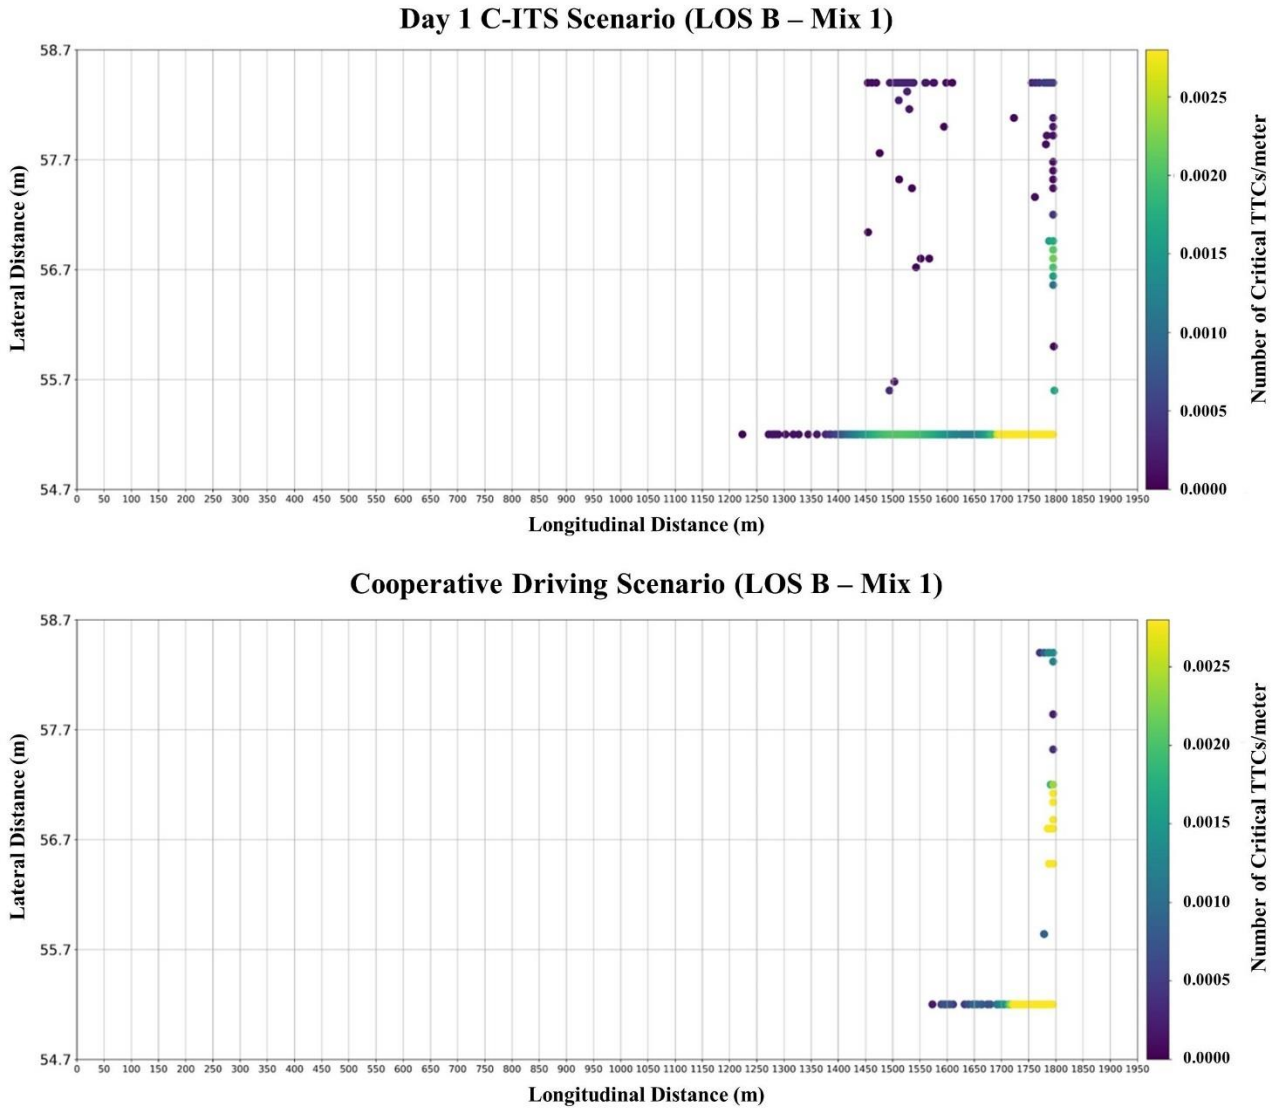 Day 1 C-ITS Scenario (LOS B – Mix 1)
58.7
57.7
56.7
55.7
54.7
Lateral Distance (m)
0 50 100 150 200 250 300 350 400 450 500 550 600 650 700 750 800 850 900 950 1000 1050 1100 1150 1200 1250 1300 1350 1400 1450 1500 1550 1600 1650 1700 1750 1800 1850 1900 1950
Longitudinal Distance (m)
0.0025
0.0020
0.0015
0.0010
0.0005
0.0000
Number of Critical TTCs/meter
Cooperative Driving Scenario (LOS B – Mix 1)
58.7
57.7
56.7
55.7
54.7
Lateral Distance (m)
0 50 100 150 200 250 300 350 400 450 500 550 600 650 700 750 800 850 900 950 1000 1050 1100 1150 1200 1250 1300 1350 1400 1450 1500 1550 1600 1650 1700 1750 1800 1850 1900 1950
Longitudinal Distance (m)
0.0025
0.0020
0.0015
0.0010
0.0005
0.0000
Number of Critical TTCs/meter